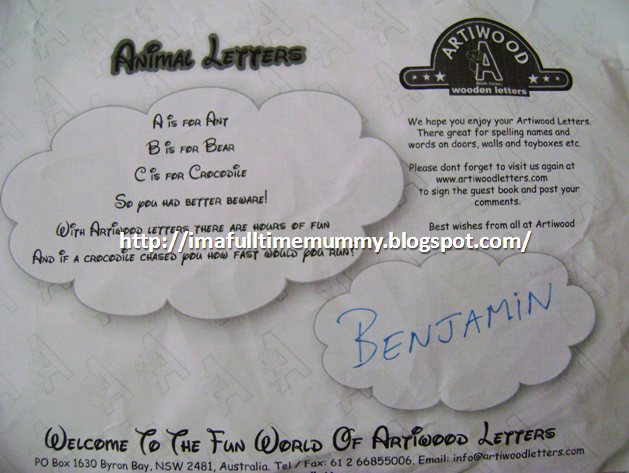 Animal Letters
ARTIWOOD
wooden letters
A is for Ant
B is for Bear
C is for Crocodile
So you had better beware!
With Artiwood letters there are hours of fun
And if a crocodile chased you how fast would you run!
We hope you enjoy your Artiwood Letters.
There great for spelling names and
words on doors, walls and toyboxes etc.
Please dont forget to visit us again at
www.artiwoodletters.com
to sign the guest book and post your
comments.
Best wishes from all at Artiwood
http://imafulltimemummy.blogspot.com/
BENJAMIN
Welcome To The Fun World Of Artiwood Letters
PO Box 1630 Byron Bay, NSW 2481, Australia. Tel / Fax: 61 2 66855006. Email: info@artiwoodletters.com